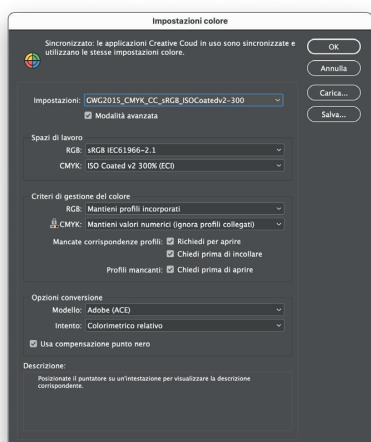 Impostazioni colore
Sincronizzato: le applicazioni Creative Coud in uso sono sincronizzate e
utilizzano le stesse impostazioni colore.
OK
Annulla
Carica...
Salva...
Impostazioni: GWG2015_CMYK_CC_sRGB_ISOCoatedv2-300
Modalità avanzata
Spazi di lavoro
RGB: sRGB IEC61966-2.1
CMYK: ISO Coated v2 300% (ECI)
Criteri di gestione del colore
RGB: Mantieni profili incorporati
CMYK: Mantieni valori numerici (ignora profili collegati)
Mancate corrispondenze profili: Richiedi per aprire
Chiedi prima di incollare
Profili mancanti: Chiedi prima di aprire
Opzioni conversione
Modello: Adobe (ACE)
Intento: Colorimetrico relativo
Usa compensazione punto nero
Descrizione:
Posizionate il puntatore su un'intestazione per visualizzare la descrizione
corrispondente.